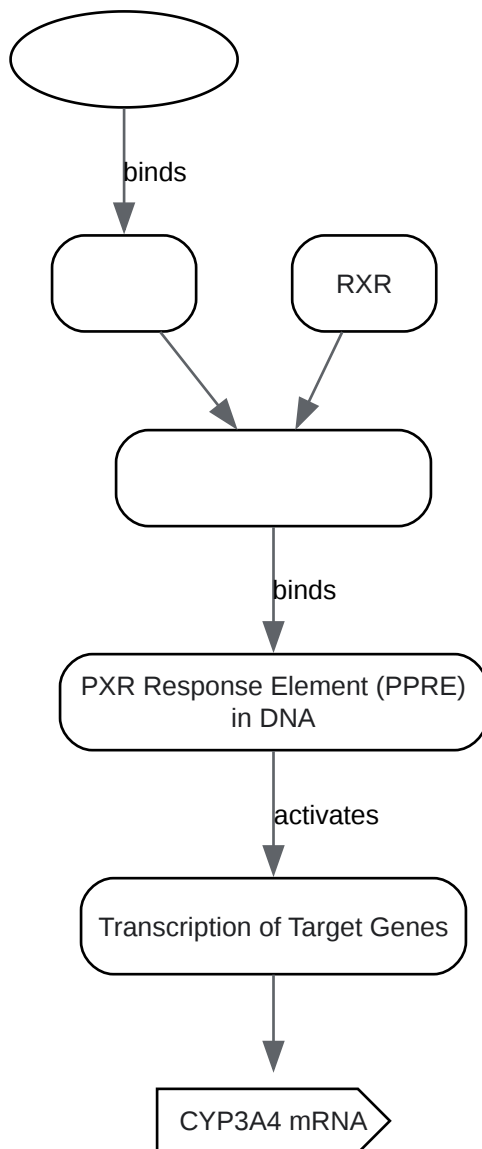 binds
RXR
binds
PXR Response Element (PPRE)
in DNA
activates
Transcription of Target Genes
CYP3A4 mRNA